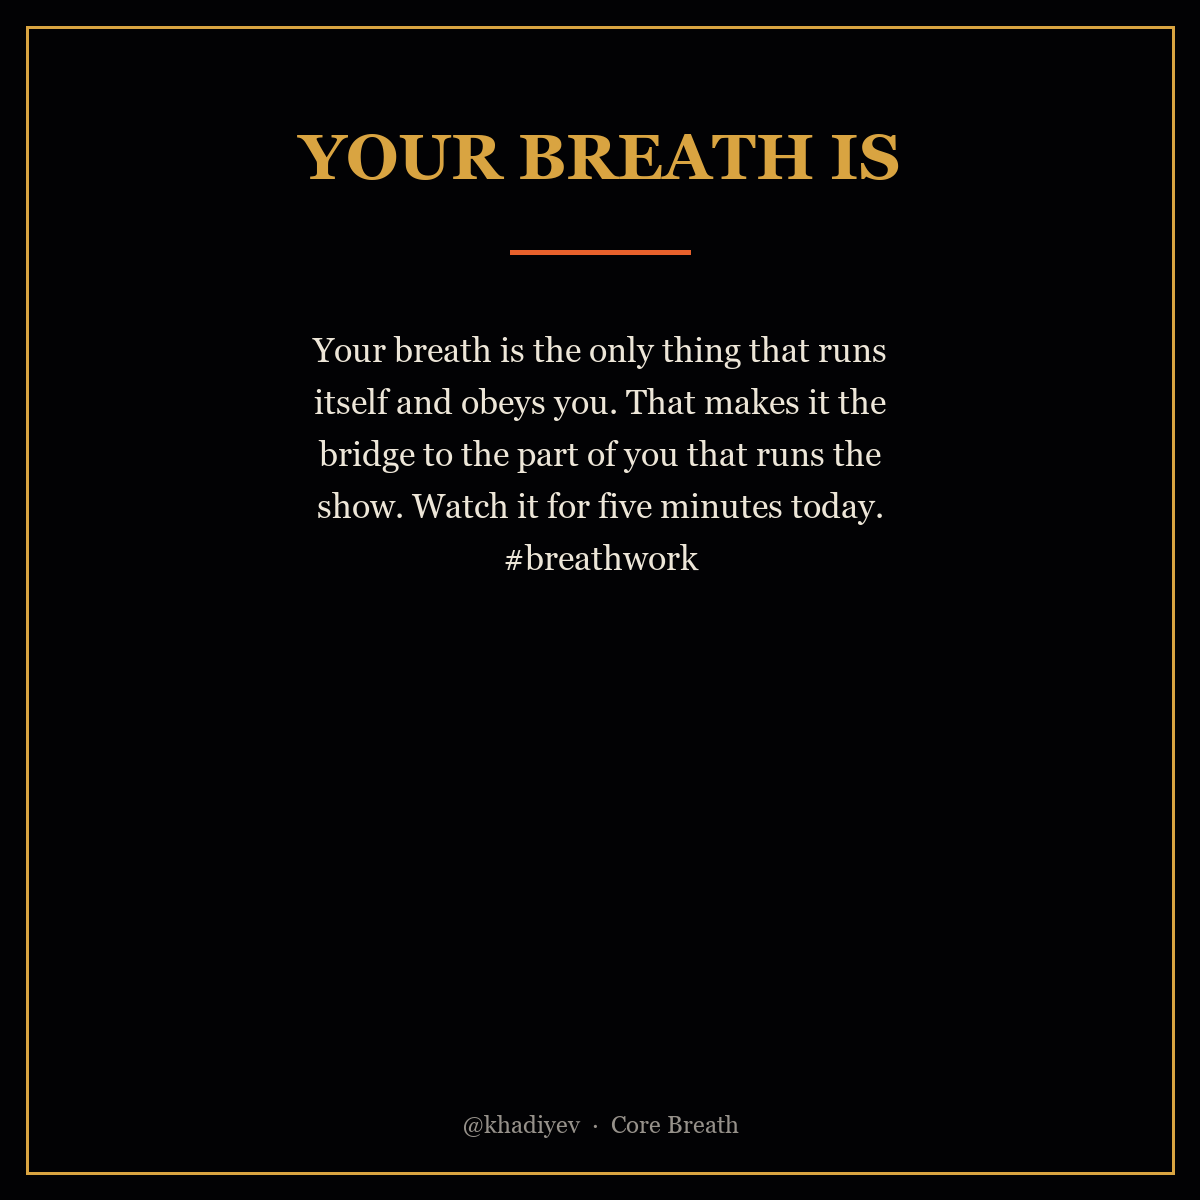 YOUR BREATH IS
Your breath is the only thing that runs
itself and obeys you. That makes it the
bridge to the part of you that runs the
show. Watch it for five minutes today.
#breathwork
@khadiyev · Core Breath